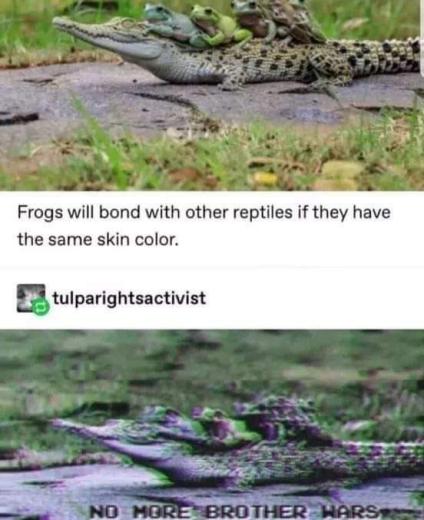 Frogs will bond with other reptiles if they have
the same skin color.
tulparightsactivist
NO MORE BROTHER WARS